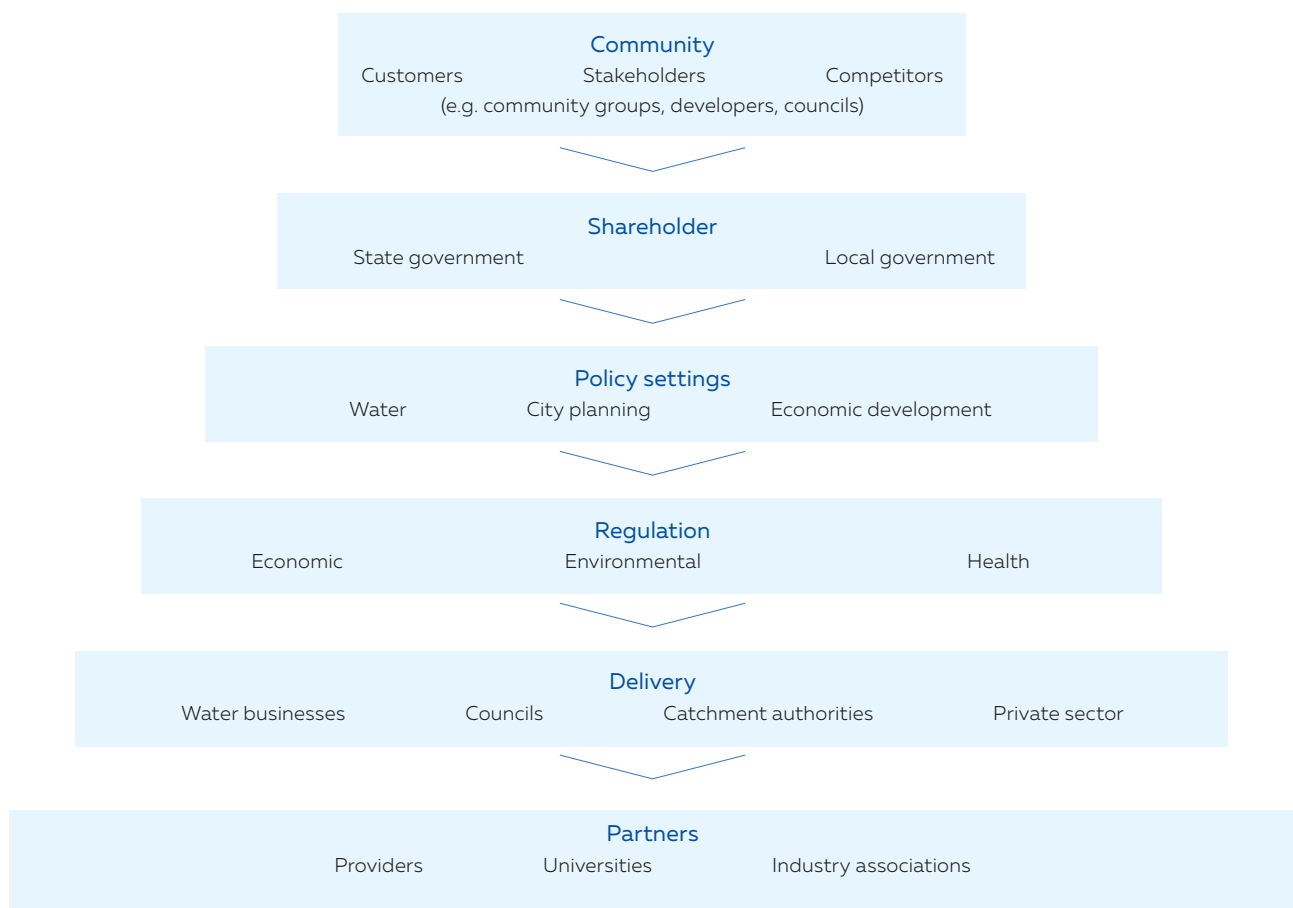 Community
Customers Stakeholders Competitors
(e.g. community groups, developers, councils)
Shareholder
State government Local government
Policy settings
Water City planning Economic development
Regulation
Economic Environmental Health
Delivery
Water businesses Councils Catchment authorities Private sector
Partners
Providers Universities Industry associations